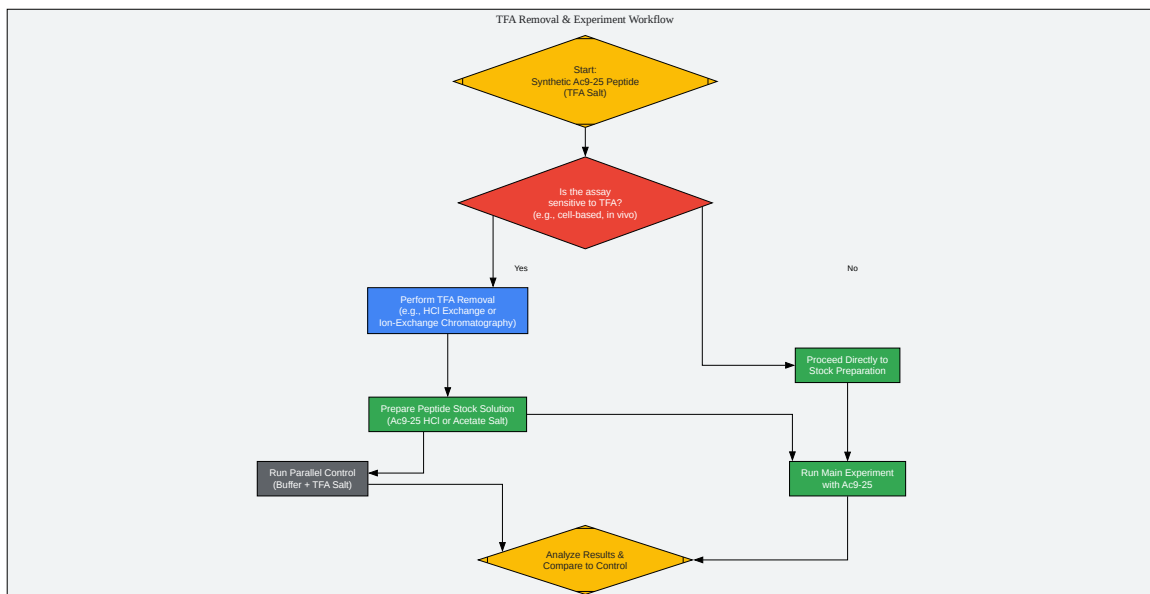 TFA Removal & Experiment Workflow
Start:
Synthetic Ac9-25 Peptide
(TFA Salt)
Is the assay
sensitive to TFA?
(e.g., cell-based, in vivo)
Yes
No
Perform TFA Removal
(e.g., HCl Exchange or
Ion-Exchange Chromatography)
Proceed Directly to
Stock Preparation
Prepare Peptide Stock Solution
(Ac9-25 HCl or Acetate Salt)
Run Parallel Control
(Buffer + TFA Salt)
Run Main Experiment
with Ac9-25
Analyze Results &
Compare to Control